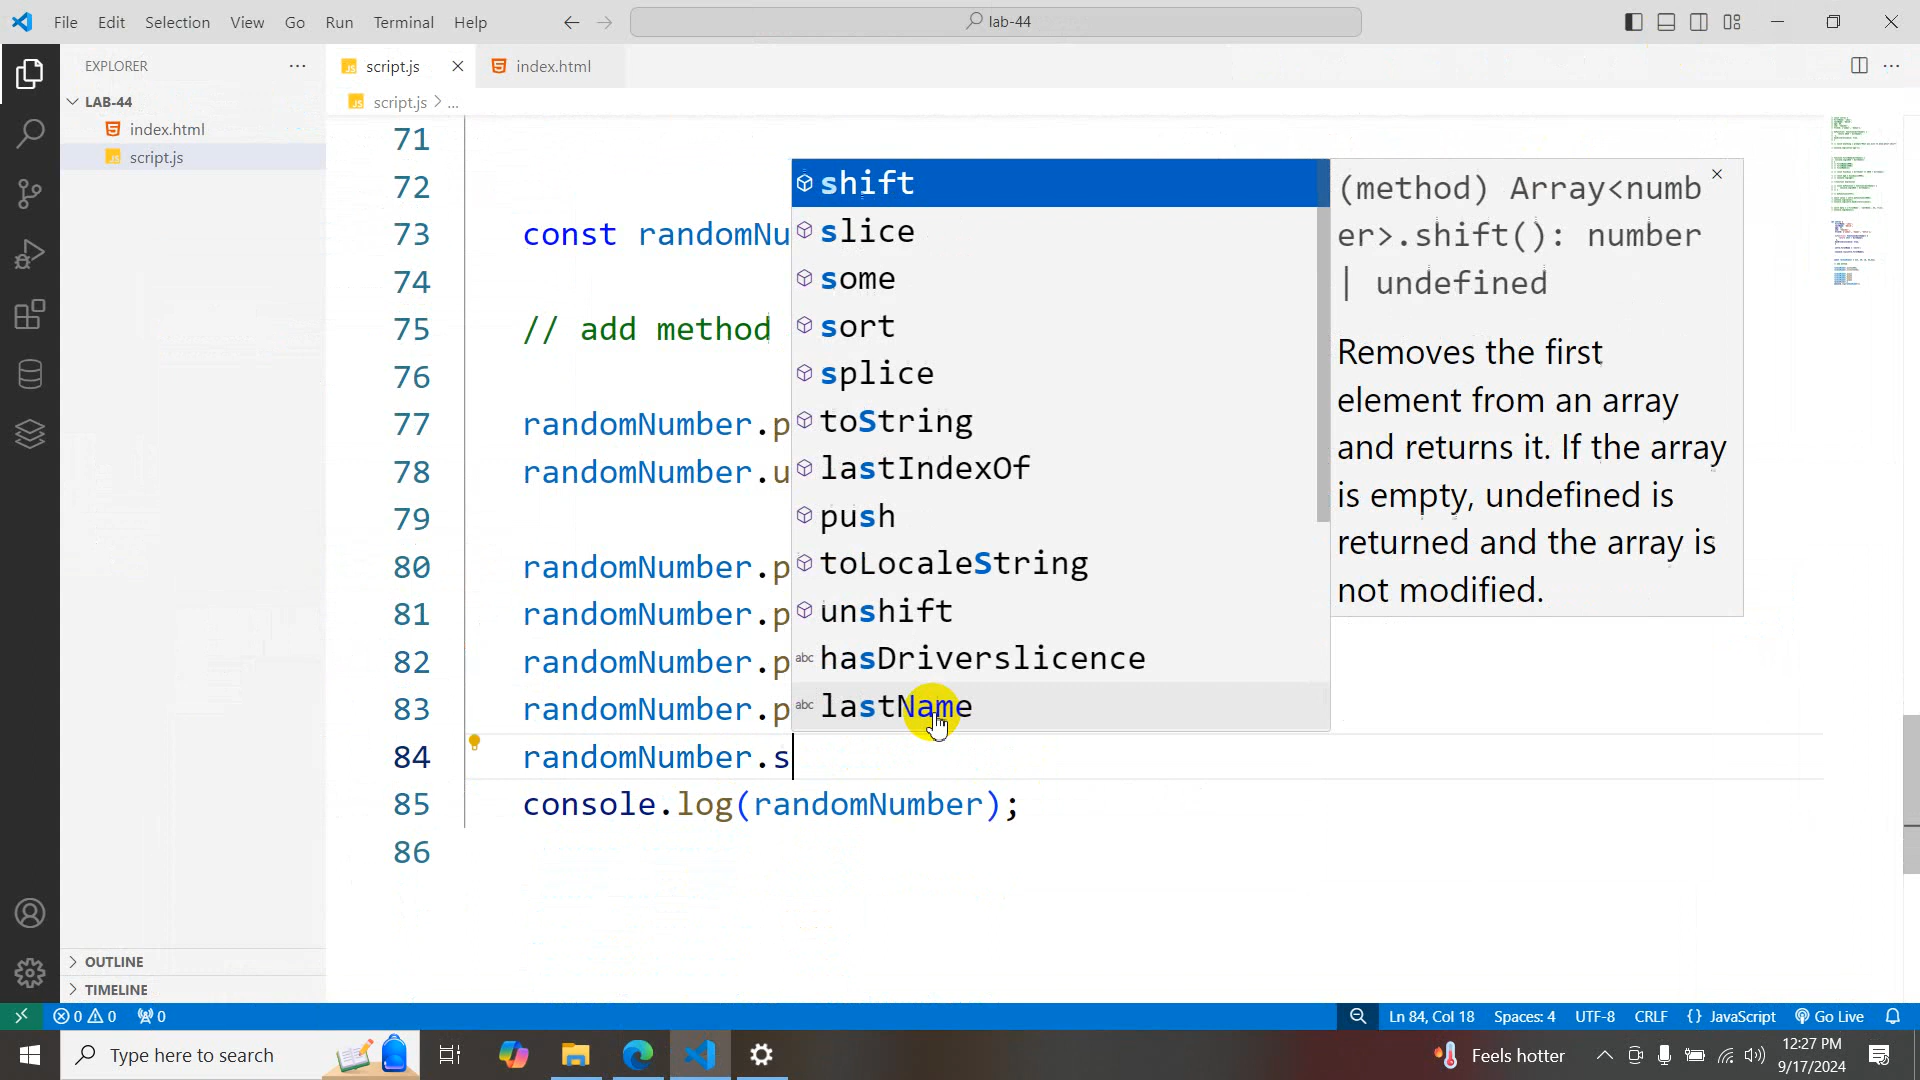 File Edit Selection View Go Run Terminal Help
lab-44
EXPLORER
script.js
index.html
LAB-44
index.html
script.js
script.js > ...
71
72
73 const randomNu
74
75 // add method
76
77 randomNumber.p
78 randomNumber.u
79
80 randomNumber.p
81 randomNumber.p
82 randomNumber.p
83 randomNumber.p
84 randomNumber.s
85 console.log(randomNumber);
86
shift
slice
some
sort
splice
toString
lastIndexOf
push
toLocaleString
unshift
abc hasDriverslicence
abc lastName
(method) Array<numb
er>.shift(): number
| undefined
Removes the first
element from an array
and returns it. If the array
is empty, undefined is
returned and the array is
not modified.
OUTLINE
TIMELINE
0 0 0
Ln 84, Col 18 Spaces: 4 UTF-8 CRLF {} JavaScript Go Live
Type here to search
Feels hotter
12:27 PM
9/17/2024